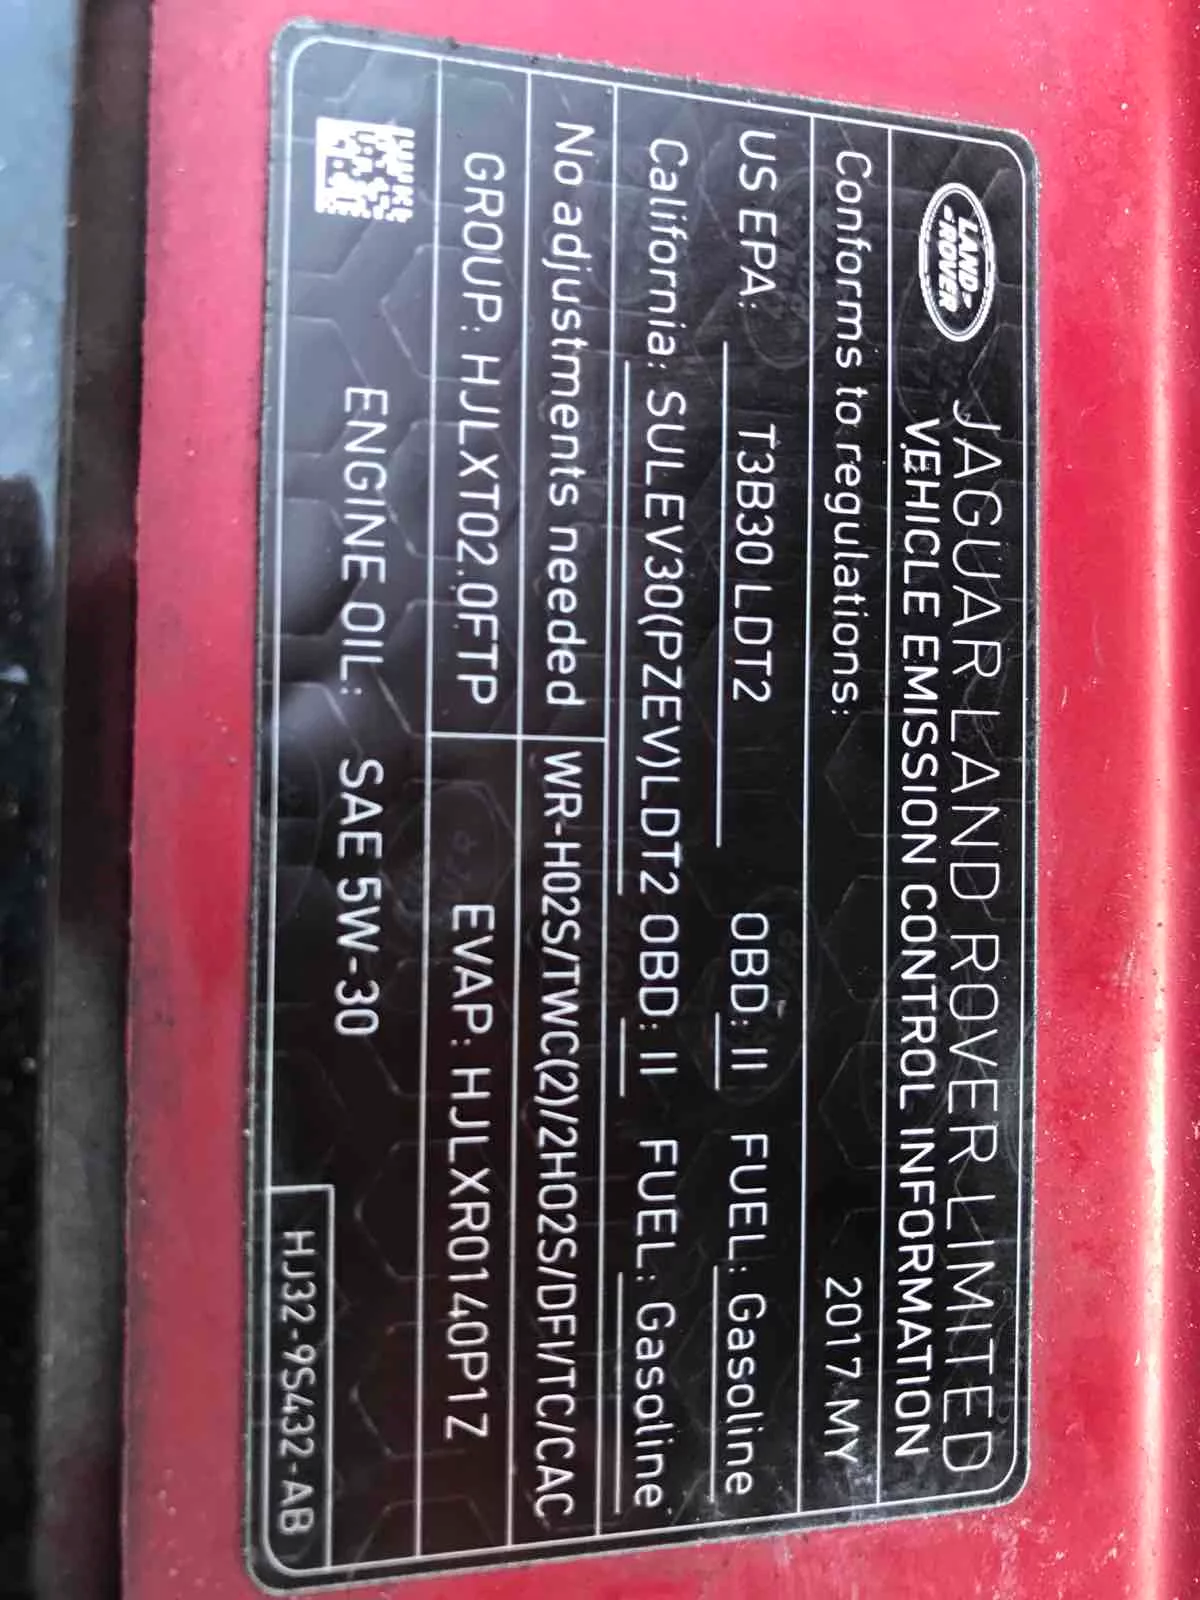 LAND-
-ROVER
JAGUAR LAND ROVER LIMITED
VEHICLE EMISSION CONTROL INFORMATION
Conforms to regulations: 2017 MY
US EPA: T3B30 LDT2 OBD: II FUEL: Gasoline
California: SULEV30(PZEV)LDT2 OBD: II FUEL: Gasoline
No adjustments needed WR-HO2S/TWC(2)/2HO2S/DFI/TC/CAC
GROUP: HJLXT02.0FTP EVAP: HJLXR0140P1Z
ENGINE OIL: SAE 5W-30
HJ32-9S432-AB